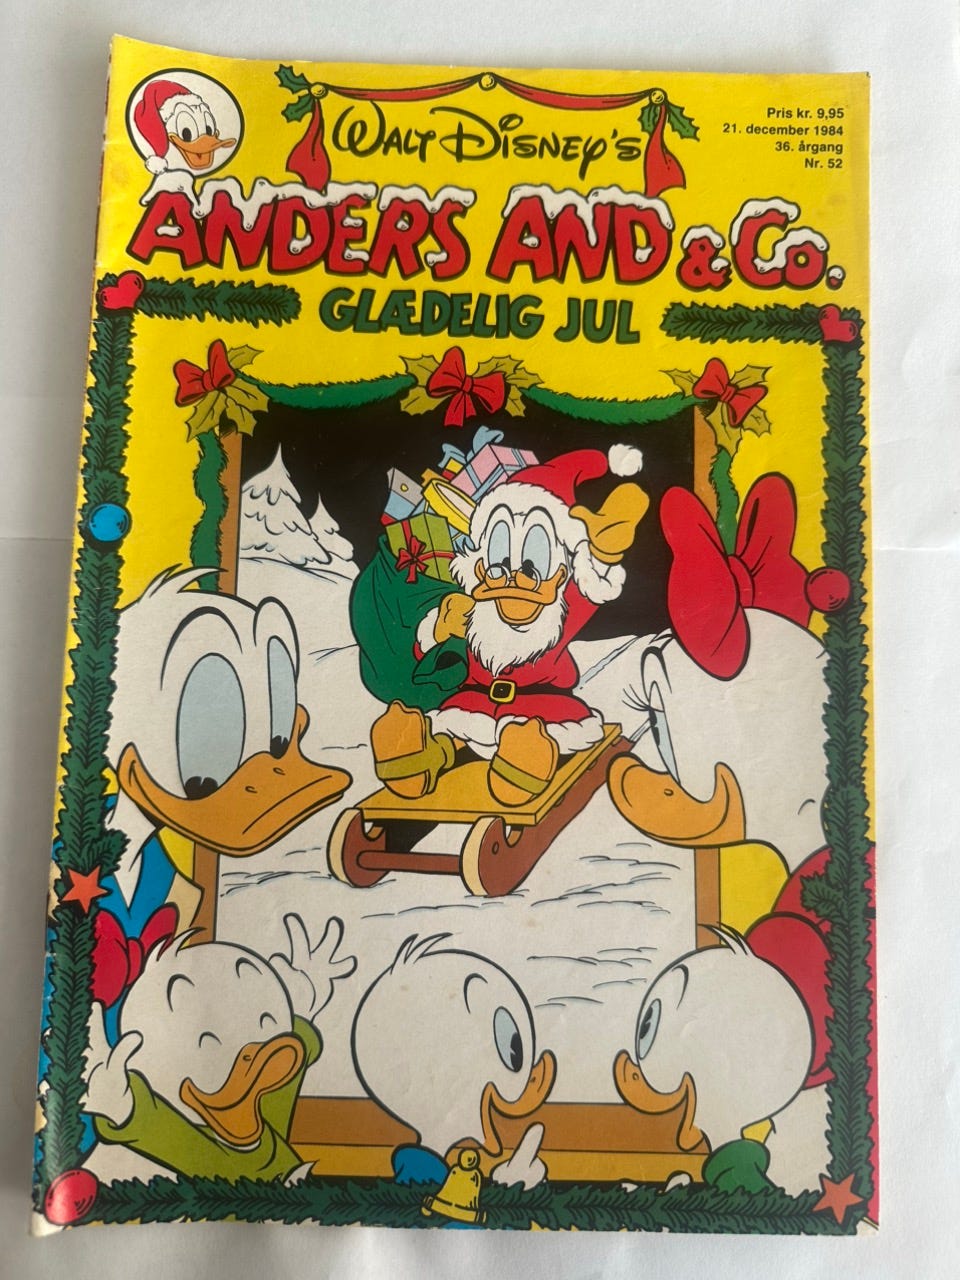 WALT DISNEY'S
Pris kr. 9,95
21. december 1984
36. årgang
Nr. 52
ANDERS AND & Co.
GLÆDELIG JUL